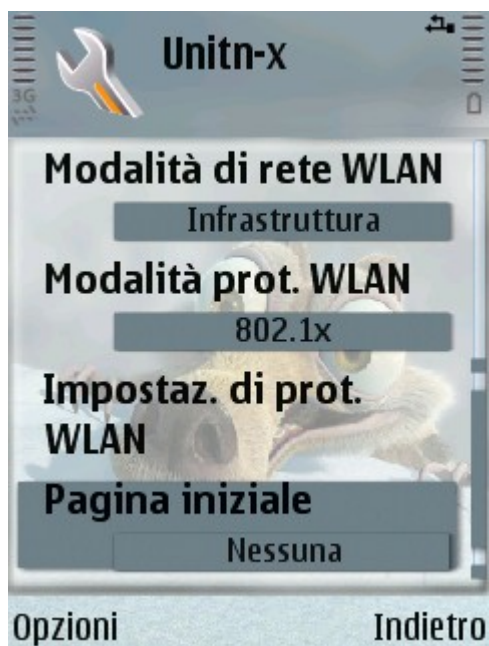 Unitn-x
3G
Modalità di rete WLAN
Infrastruttura
Modalità prot. WLAN
802.1x
Impostaz. di prot.
WLAN
Pagina iniziale
Nessuna
Opzioni
Indietro